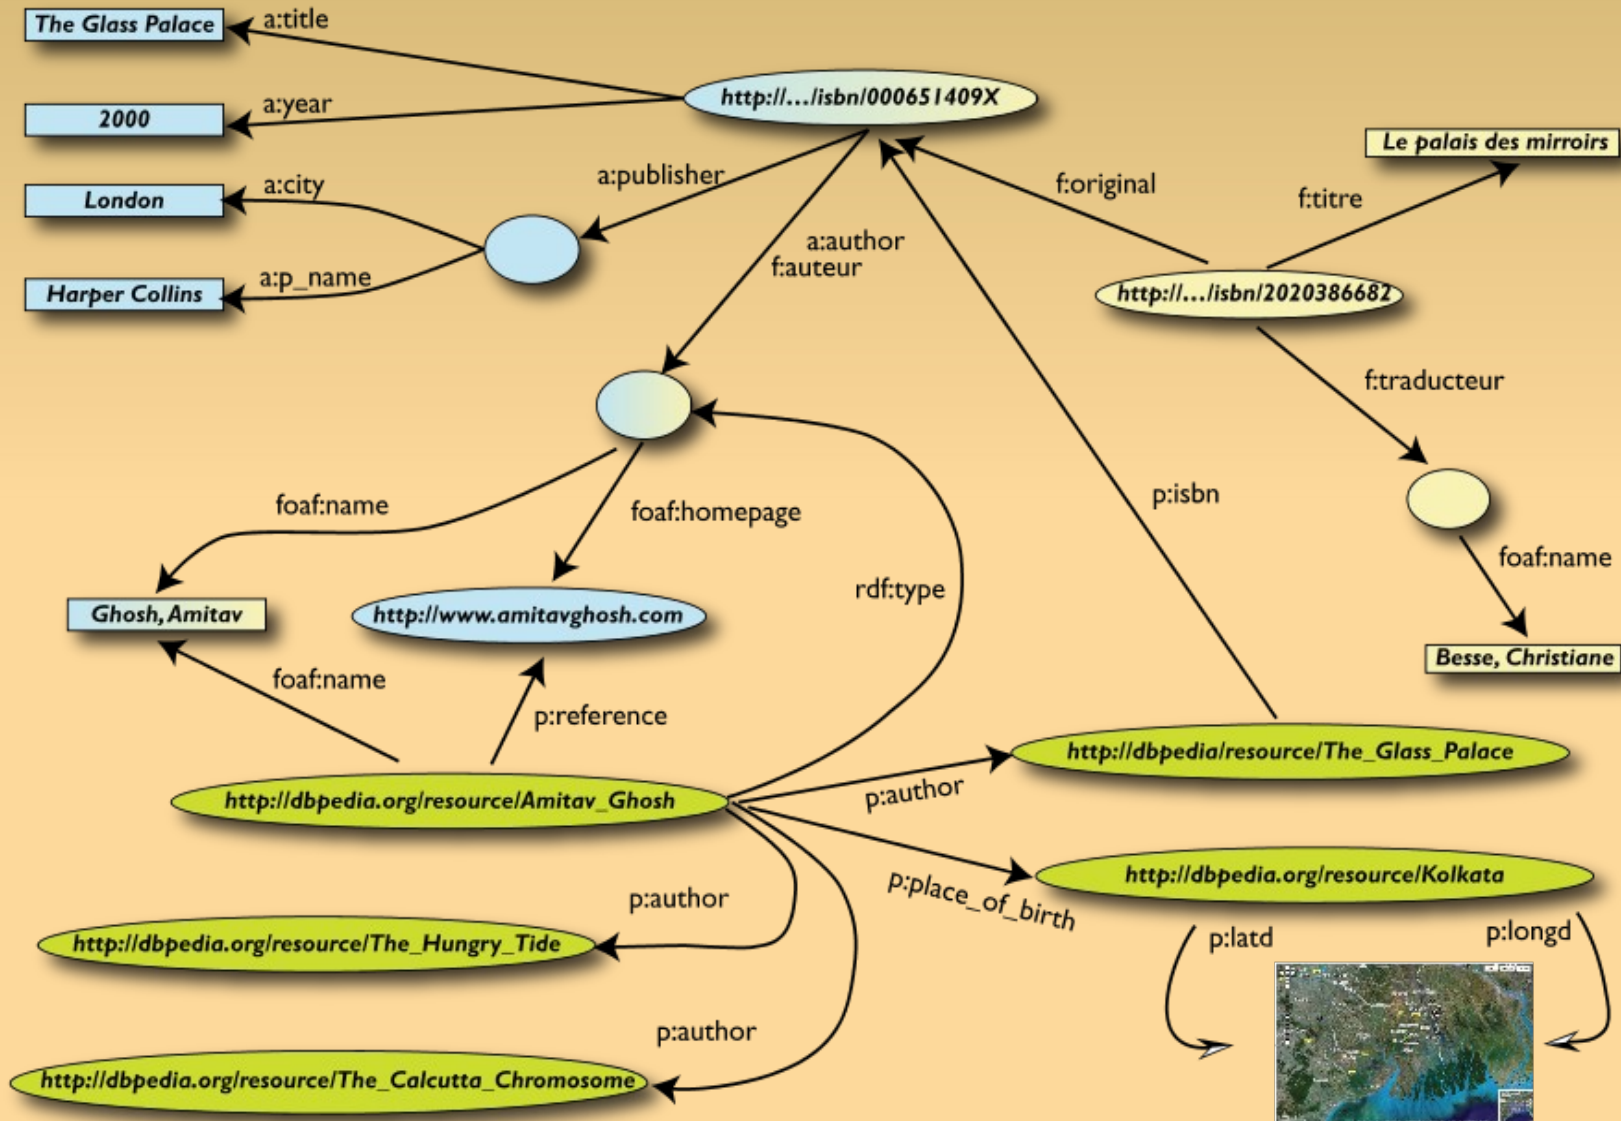 The Glass Palace
a:title
http://.../isbn/000651409X
2000
a:year
Le palais des mirroirs
London
a:city
a:publisher
f:original
f:titre
a:author
f:auteur
Harper Collins
a:p_name
http://.../isbn/2020386682
f:traducteur
foaf:name
foaf:homepage
p:isbn
foaf:name
rdf:type
Ghosh, Amitav
http://www.amitavghosh.com
Besse, Christiane
foaf:name
p:reference
http://dbpedia/resource/The_Glass_Palace
http://dbpedia.org/resource/Amitav_Ghosh
p:author
http://dbpedia.org/resource/Kolkata
p:place_of_birth
p:author
http://dbpedia.org/resource/The_Hungry_Tide
p:latd
p:longd
p:author
http://dbpedia.org/resource/The_Calcutta_Chromosome